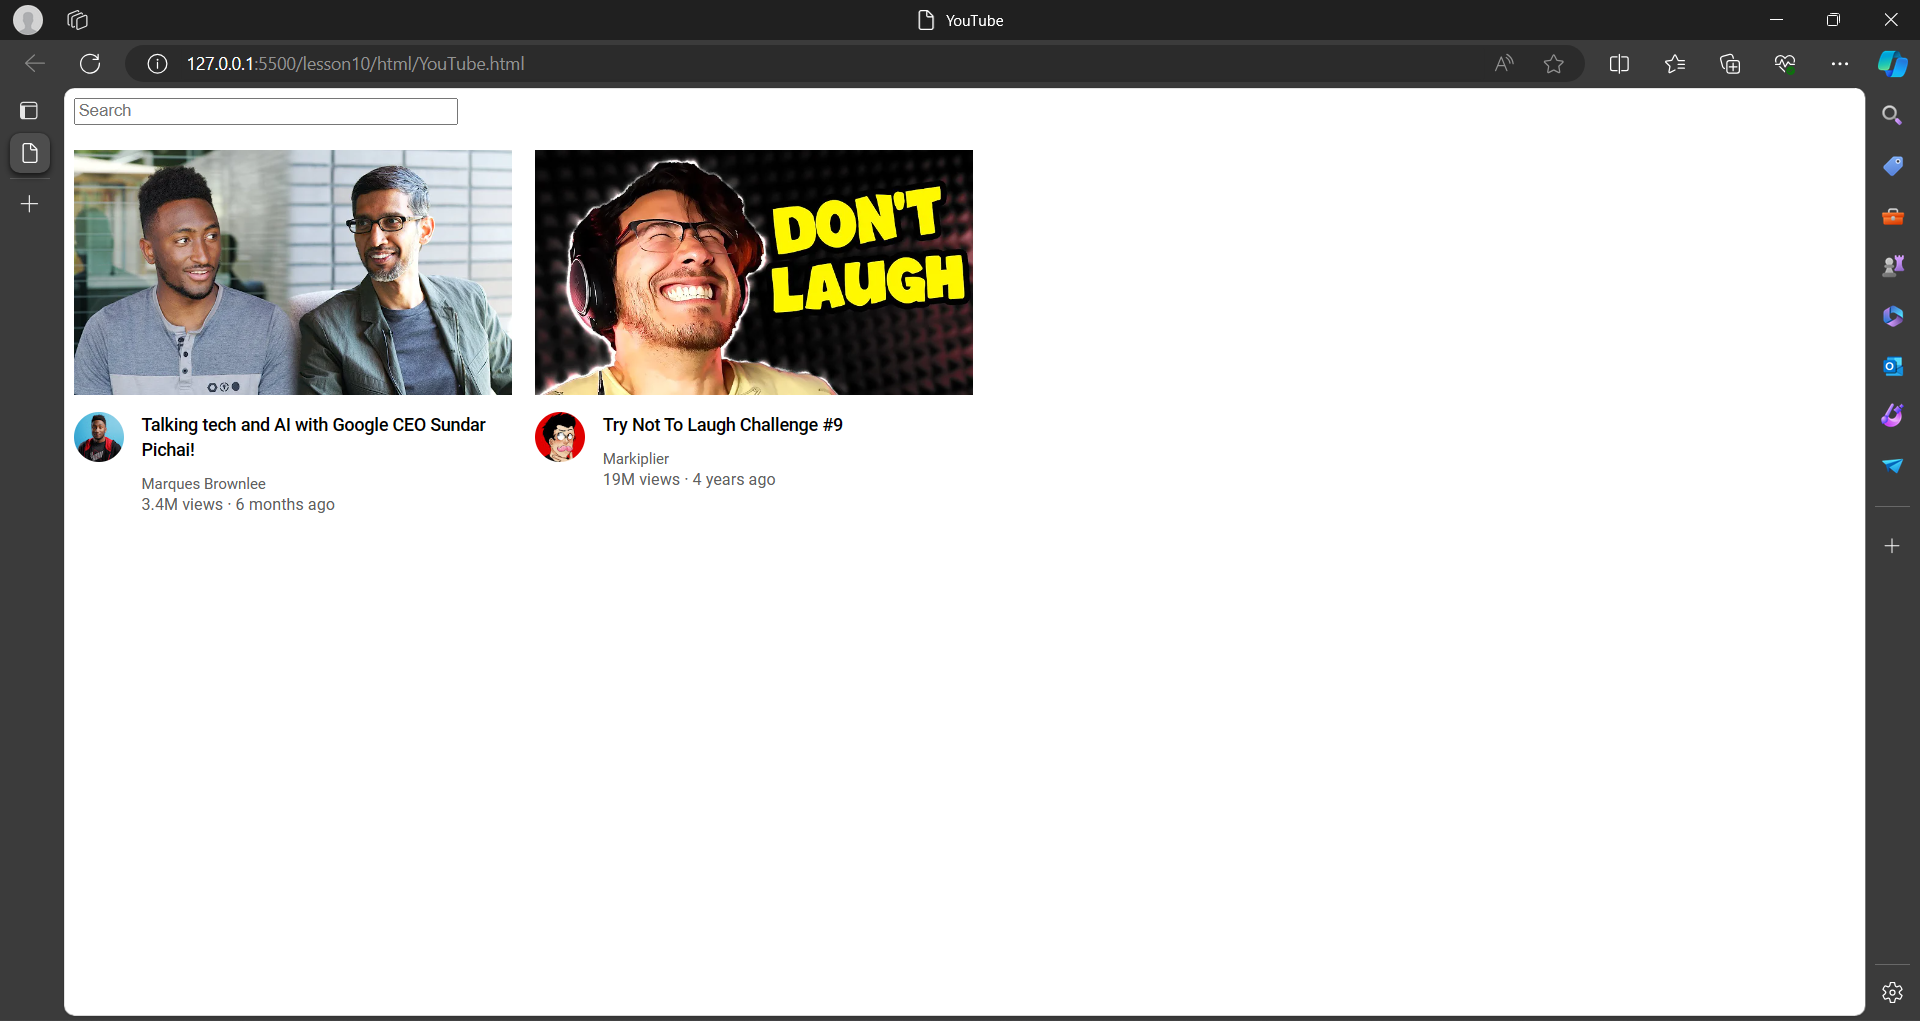 YouTube
127.0.0.1:5500/lesson10/html/YouTube.html
Search
DON'T
LAUGH
Talking tech and AI with Google CEO Sundar
Pichai!
Marques Brownlee
3.4M views · 6 months ago
Try Not To Laugh Challenge #9
Markiplier
19M views · 4 years ago